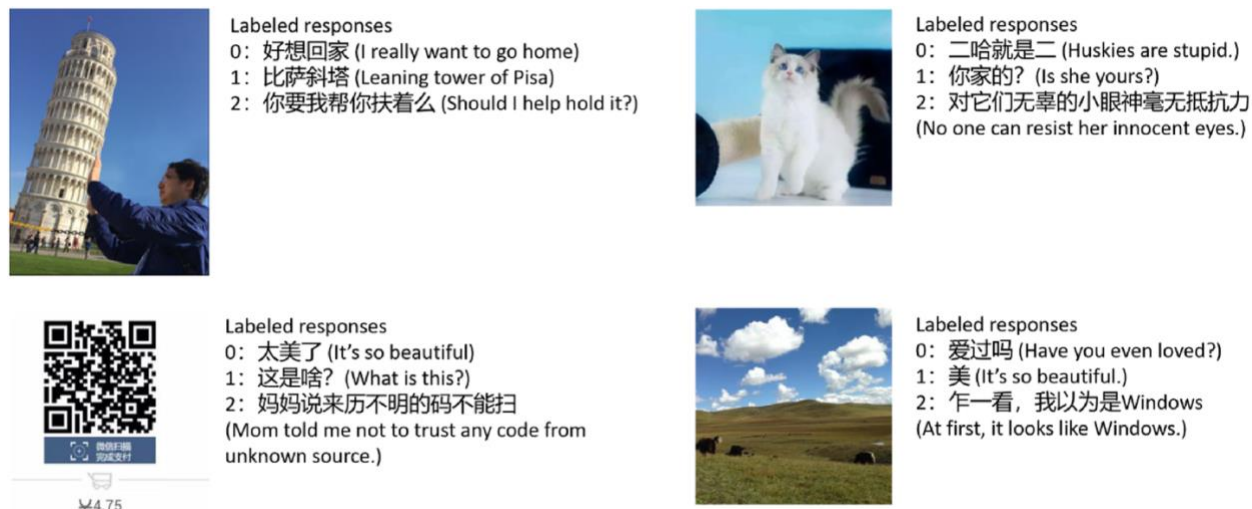 Labeled responses
0：好想回家 (I really want to go home)
1：比萨斜塔 (Leaning tower of Pisa)
2：你要我帮你扶着么 (Should I help hold it?)
Labeled responses
0：二哈就是二 (Huskies are stupid.)
1：你家的？(Is she yours?)
2：对它们无辜的小眼神毫无抵抗力
(No one can resist her innocent eyes.)
微信扫描
完成支付
¥4.75
Labeled responses
0：太美了 (It's so beautiful)
1：这是啥？(What is this?)
2：妈妈说来历不明的码不能扫
(Mom told me not to trust any code from
unknown source.)
Labeled responses
0：爱过吗 (Have you even loved?)
1：美 (It's so beautiful.)
2：乍一看，我以为是Windows
(At first, it looks like Windows.)